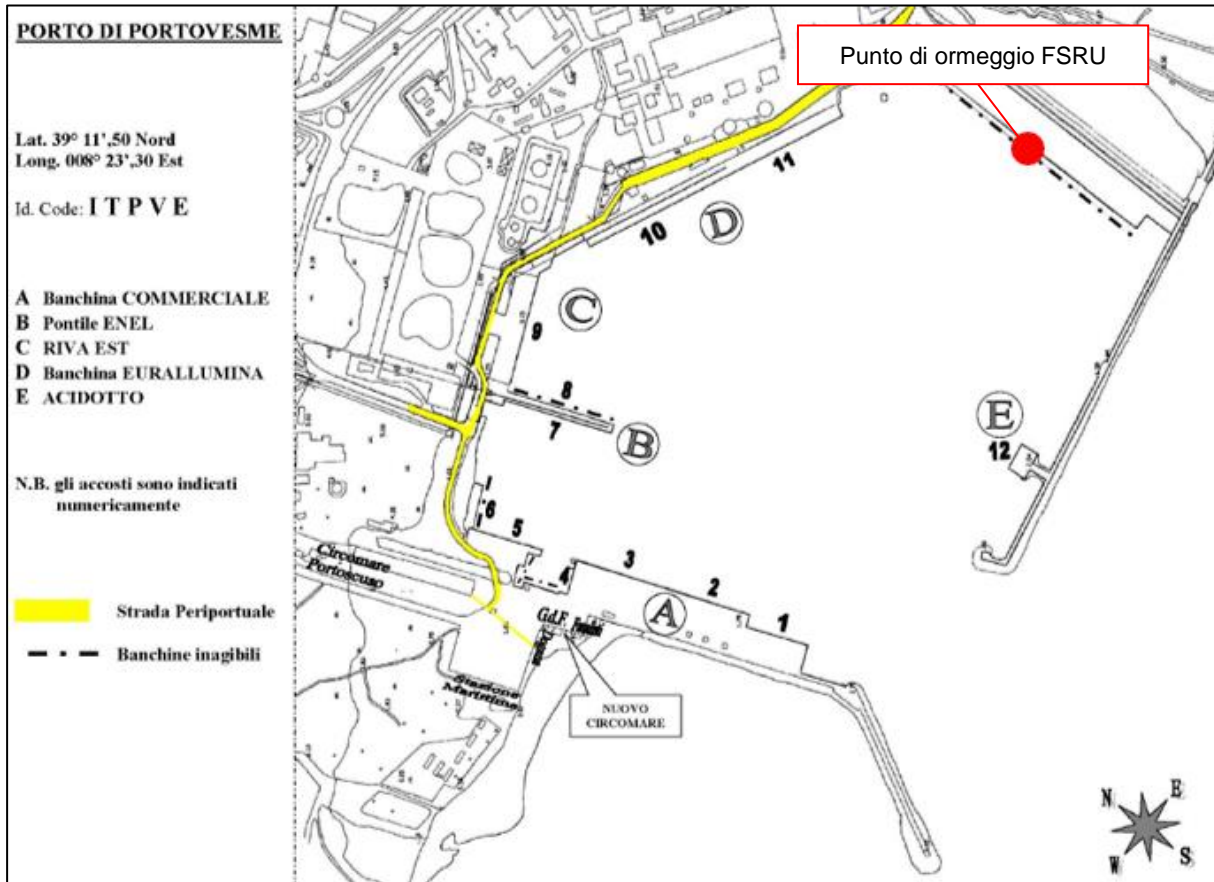 PORTO DI PORTOVESME
Lat. 39° 11',50 Nord
Long. 008° 23',30 Est
Id. Code: I T P V E
A Banchina COMMERCIALE
B Pontile ENEL
C RIVA EST
D Banchina EURALLUMINA
E ACIDOTTO
N.B. gli accosti sono indicati
numericamente
Strada Periportuale
Banchine inagibili
Punto di ormeggio FSRU
11
10
D
C
9
8
7
B
E
12
6
5
4
3
2
1
A
Circomare
Portoscuso
Gd.F.
Dogana
Stazione
Marittima
NUOVO
CIRCOMARE
N
E
W
S